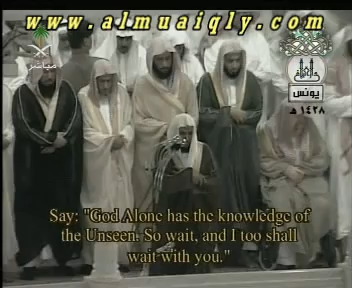 www.almuaiqly.com
مباشر
يونس
١٤٢٨ هـ
Say: "God Alone has the knowledge of
the Unseen. So wait, and I too shall
wait with you."